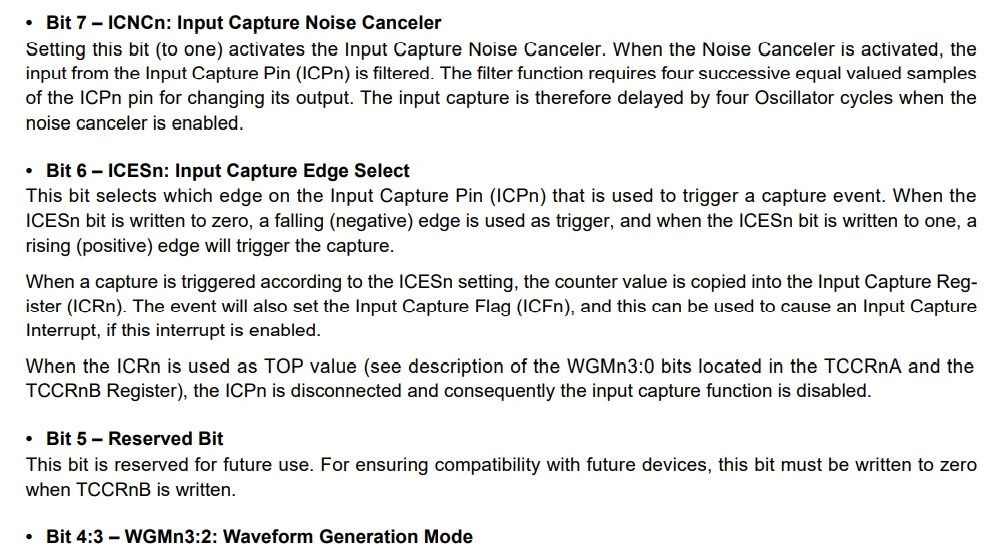 • Bit 7 – ICNCn: Input Capture Noise Canceler
Setting this bit (to one) activates the Input Capture Noise Canceler. When the Noise Canceler is activated, the
input from the Input Capture Pin (ICPn) is filtered. The filter function requires four successive equal valued samples
of the ICPn pin for changing its output. The input capture is therefore delayed by four Oscillator cycles when the
noise canceler is enabled.
• Bit 6 – ICESn: Input Capture Edge Select
This bit selects which edge on the Input Capture Pin (ICPn) that is used to trigger a capture event. When the
ICESn bit is written to zero, a falling (negative) edge is used as trigger, and when the ICESn bit is written to one, a
rising (positive) edge will trigger the capture.
When a capture is triggered according to the ICESn setting, the counter value is copied into the Input Capture Reg-
ister (ICRn). The event will also set the Input Capture Flag (ICFn), and this can be used to cause an Input Capture
Interrupt, if this interrupt is enabled.
When the ICRn is used as TOP value (see description of the WGMn3:0 bits located in the TCCRnA and the
TCCRnB Register), the ICPn is disconnected and consequently the input capture function is disabled.
• Bit 5 – Reserved Bit
This bit is reserved for future use. For ensuring compatibility with future devices, this bit must be written to zero
when TCCRnB is written.
• Bit 4:3 – WGMn3:2: Waveform Generation Mode